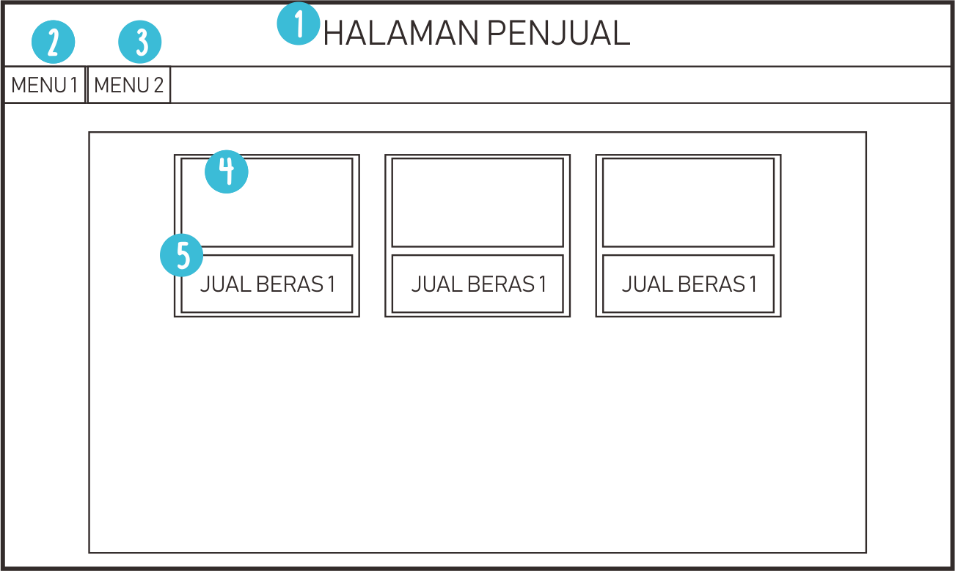 1 HALAMAN PENJUAL
2 3
MENU 1 MENU 2
4
5
JUAL BERAS 1 JUAL BERAS 1 JUAL BERAS 1